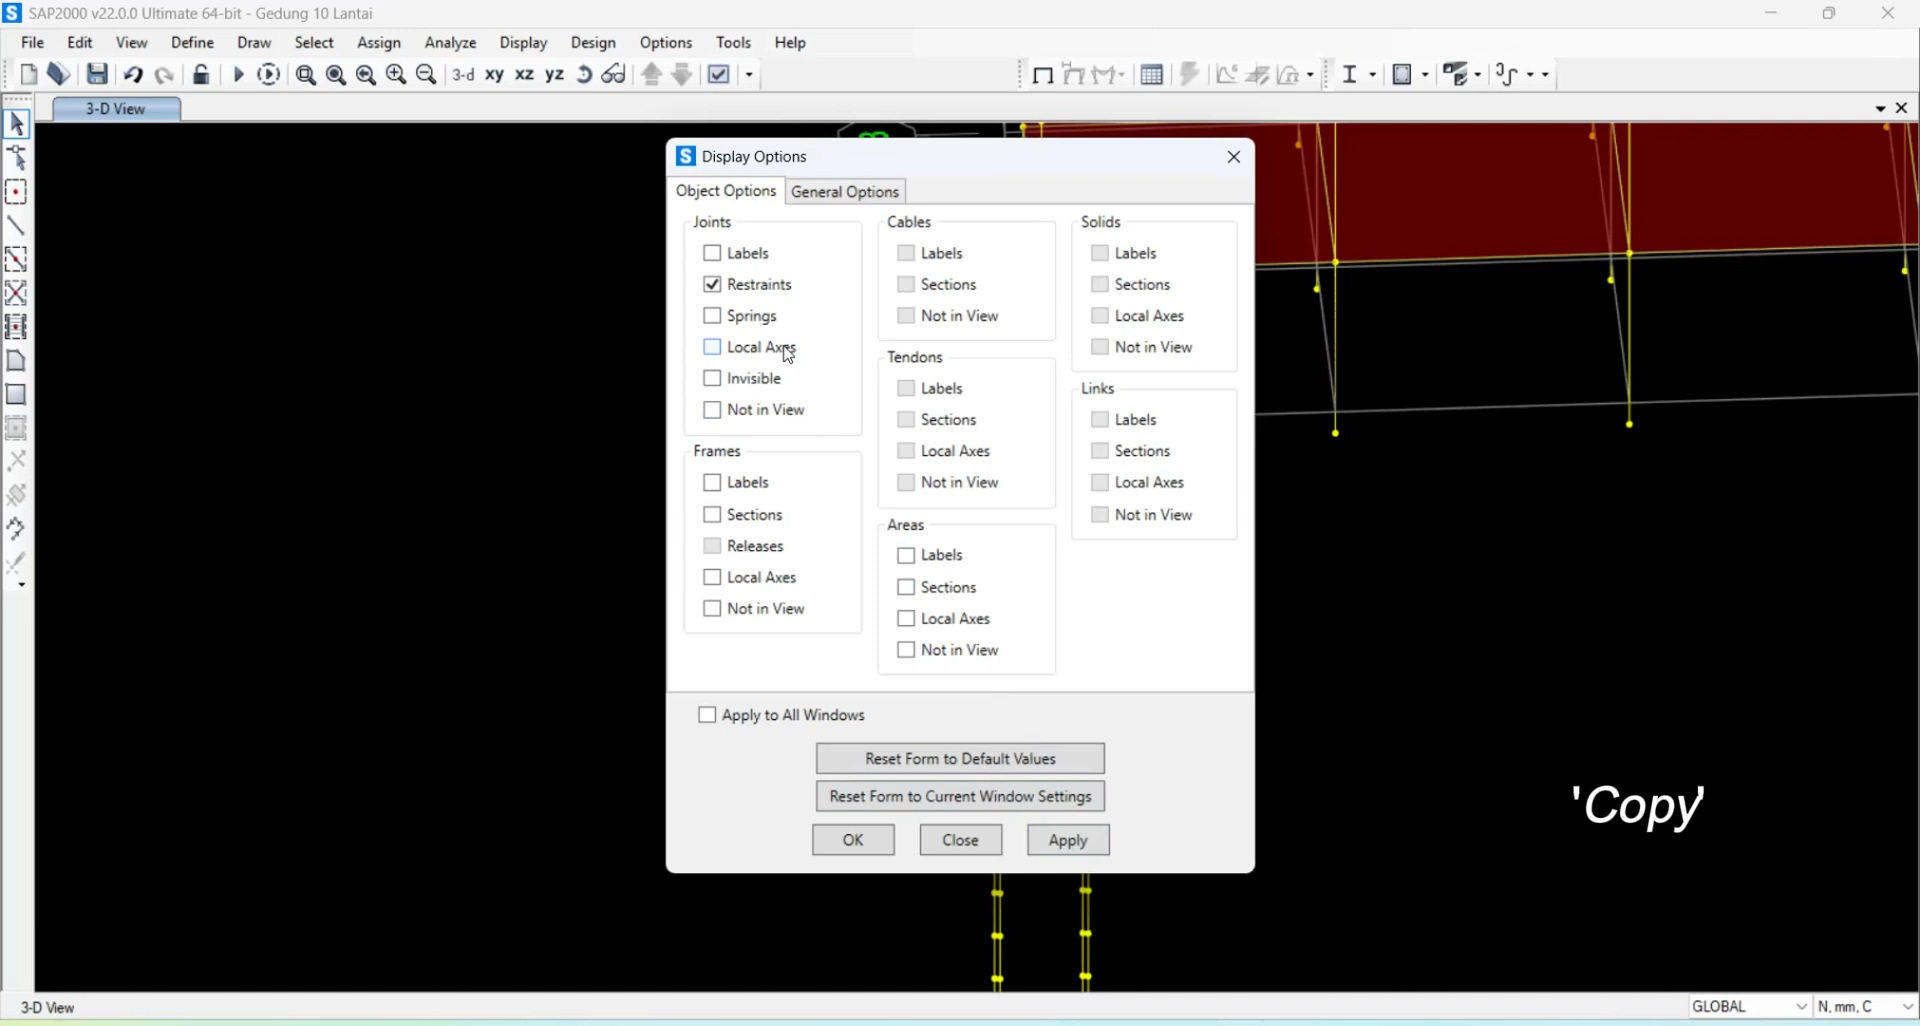 SAP2000 v22.0.0 Ultimate 64-bit - Gedung 10 Lantai
File Edit View Define Draw Select Assign Analyze Display Design Options Tools Help
3-d xy xz yz
3-D View
Display Options
Object Options General Options
Joints
Labels
Restraints
Springs
Local Axes
Invisible
Not in View
Frames
Labels
Sections
Releases
Local Axes
Not in View
Cables
Labels
Sections
Not in View
Tendons
Labels
Sections
Local Axes
Not in View
Areas
Labels
Sections
Local Axes
Not in View
Solids
Labels
Sections
Local Axes
Not in View
Links
Labels
Sections
Local Axes
Not in View
Apply to All Windows
Reset Form to Default Values
Reset Form to Current Window Settings
OK Close Apply
'Copy'
3-D View
GLOBAL
N, mm, C